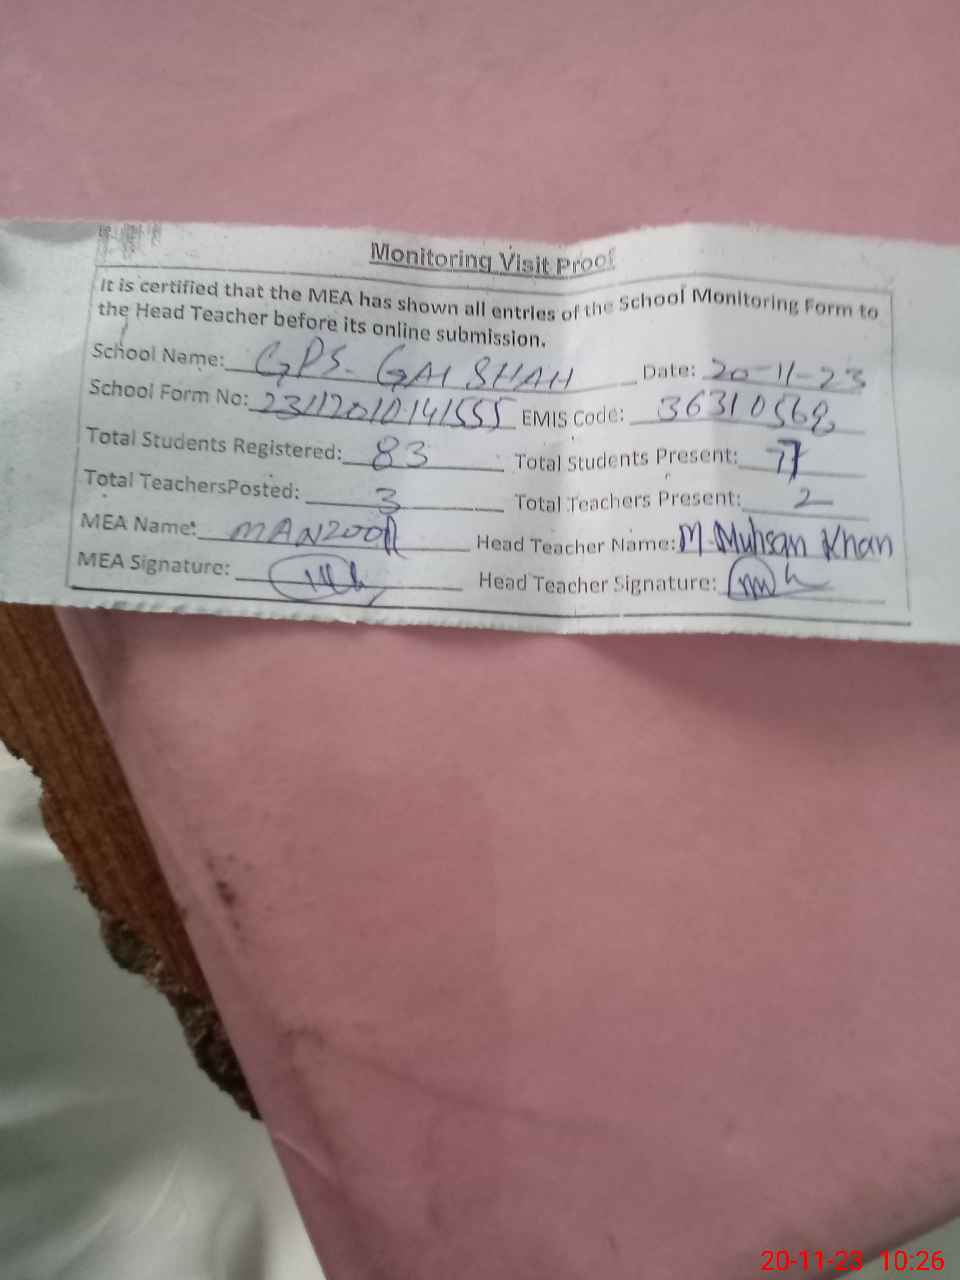 Monitoring Visit Proof
It is certified that the MEA has shown all entries of the School Monitoring Form to
the Head Teacher before its online submission.
School Name: GPS. GAI SHAH Date: 20-11-23
School Form No: EMIS Code:
Total Students Registered: 83 Total Students Present: 77
Total TeachersPosted: 3 Total Teachers Present: 2
MEA Name: MANZOOR Head Teacher Name: M. Muhsan Khan
MEA Signature: Head Teacher Signature:
20-11-23 10:26